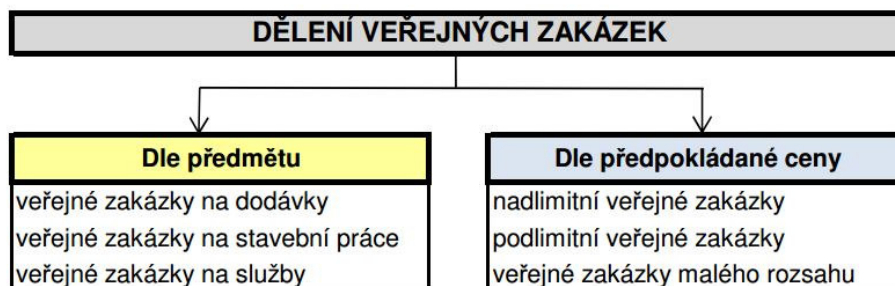 DĚLENÍ VEŘEJNÝCH ZAKÁZEK
Dle předmětu
veřejné zakázky na dodávky
veřejné zakázky na stavební práce
veřejné zakázky na služby
Dle předpokládané ceny
nadlimitní veřejné zakázky
podlimitní veřejné zakázky
veřejné zakázky malého rozsahu